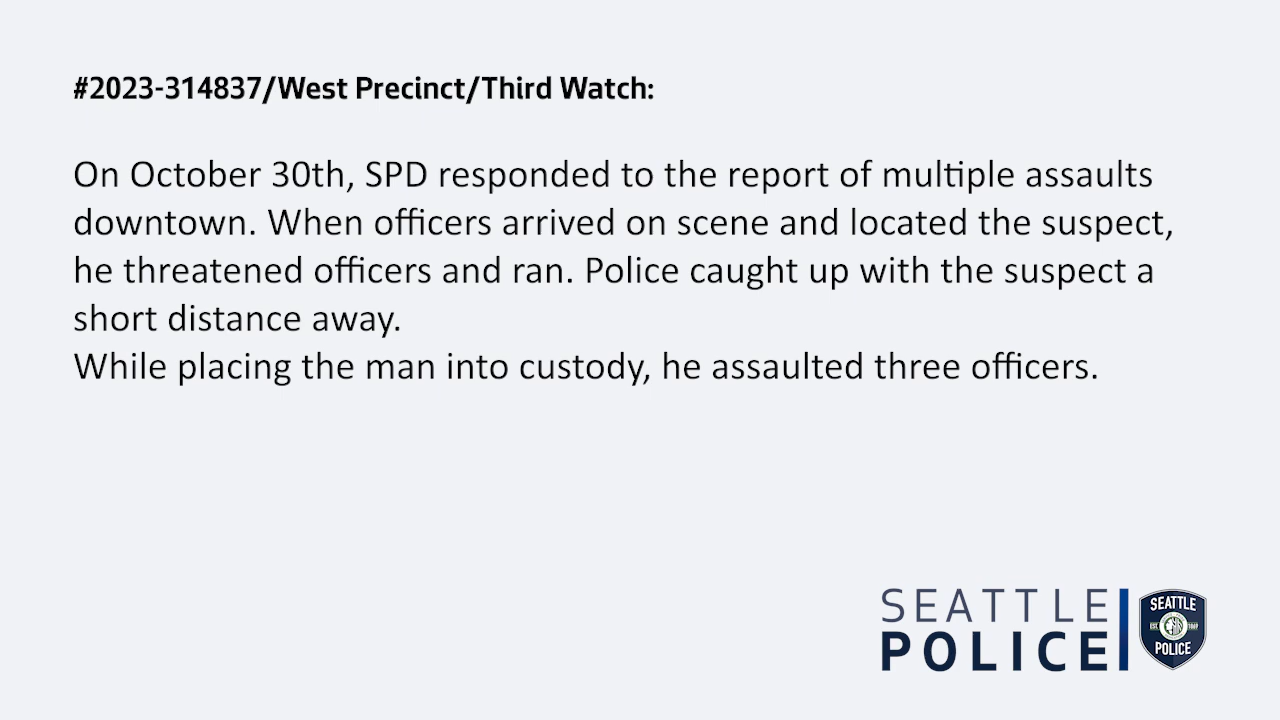 #2023-314837/West Precinct/Third Watch:
On October 30th, SPD responded to the report of multiple assaults
downtown. When officers arrived on scene and located the suspect,
he threatened officers and ran. Police caught up with the suspect a
short distance away.
While placing the man into custody, he assaulted three officers.
SEATTLE
POLICE
SEATTLE
EST. 1869
POLICE